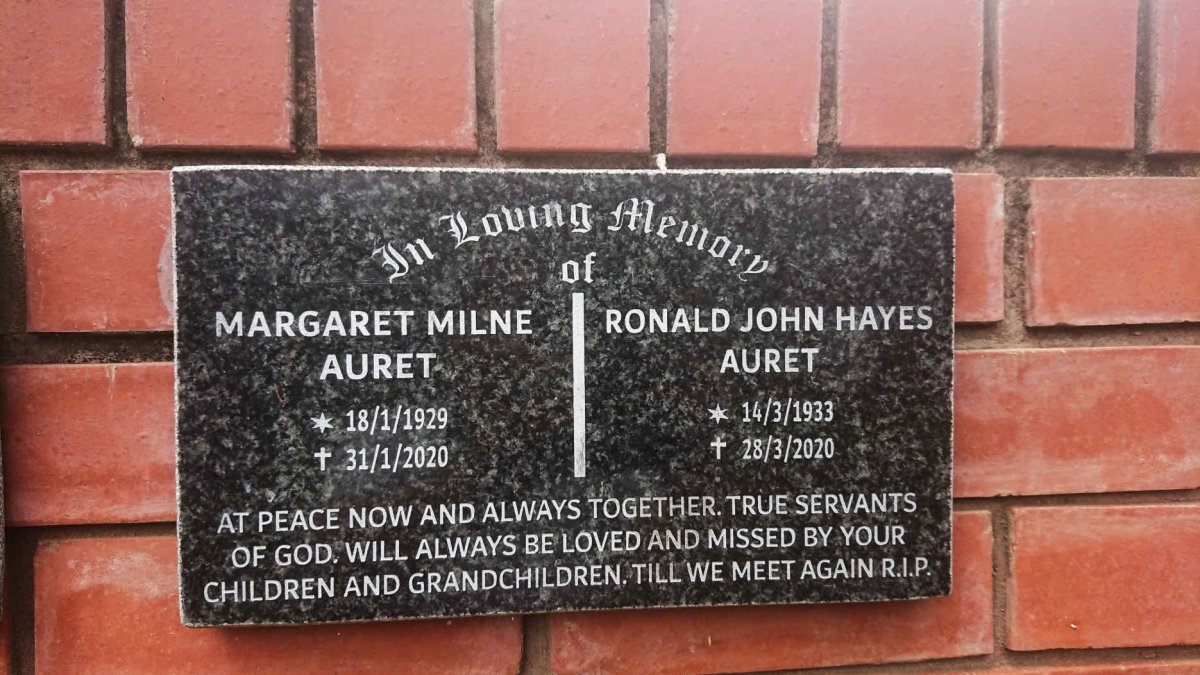 In Loving Memory
of
MARGARET MILNE
AURET
18/1/1929
31/1/2020
RONALD JOHN HAYES
AURET
14/3/1933
28/3/2020
AT PEACE NOW AND ALWAYS TOGETHER. TRUE SERVANTS
OF GOD. WILL ALWAYS BE LOVED AND MISSED BY YOUR
CHILDREN AND GRANDCHILDREN. TILL WE MEET AGAIN R.I.P.